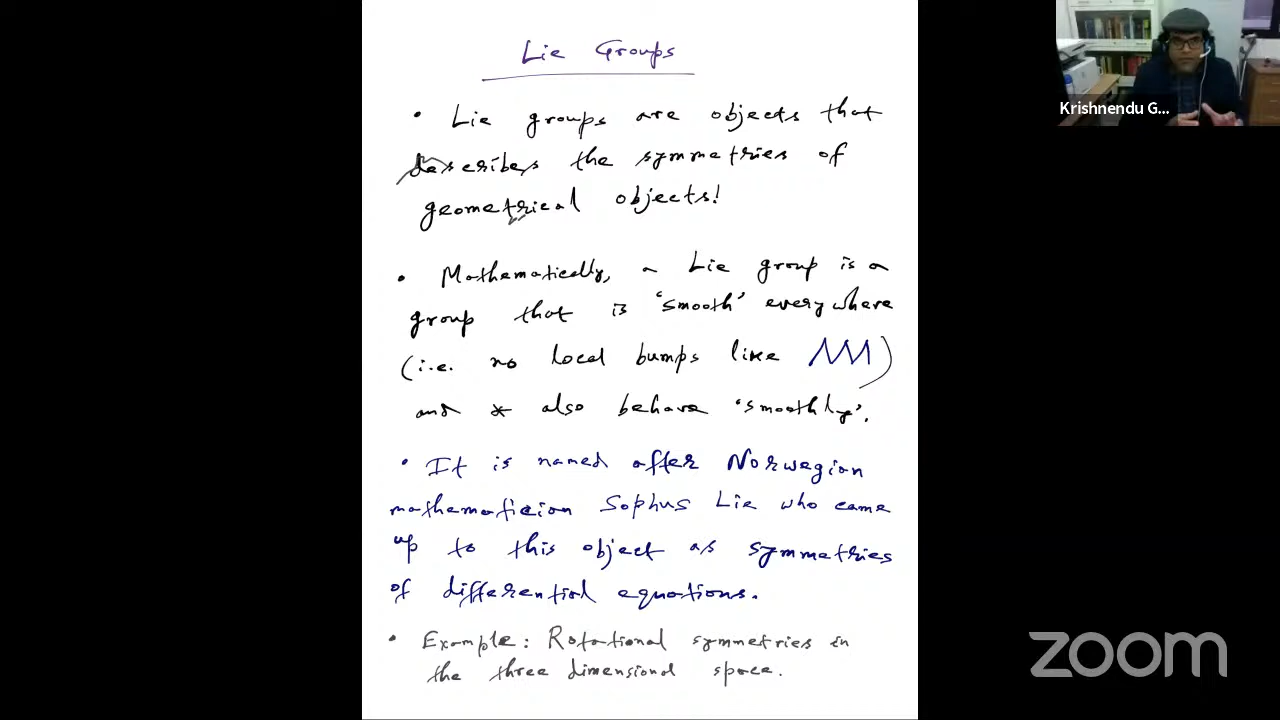 Lie Groups
• Lie groups are objects that
describes the symmetries of
geometrical objects!
• Mathematically, a Lie group is a
group that is 'smooth' everywhere
(i.e. no local bumps like
)
and * also behave 'smoothly'.
• It is named after Norwegian
mathematician Sophus Lie who came
up to this object as symmetries
of differential equations.
• Example: Rotational symmetries in
the three dimensional space.
Krishnendu G...
zoom